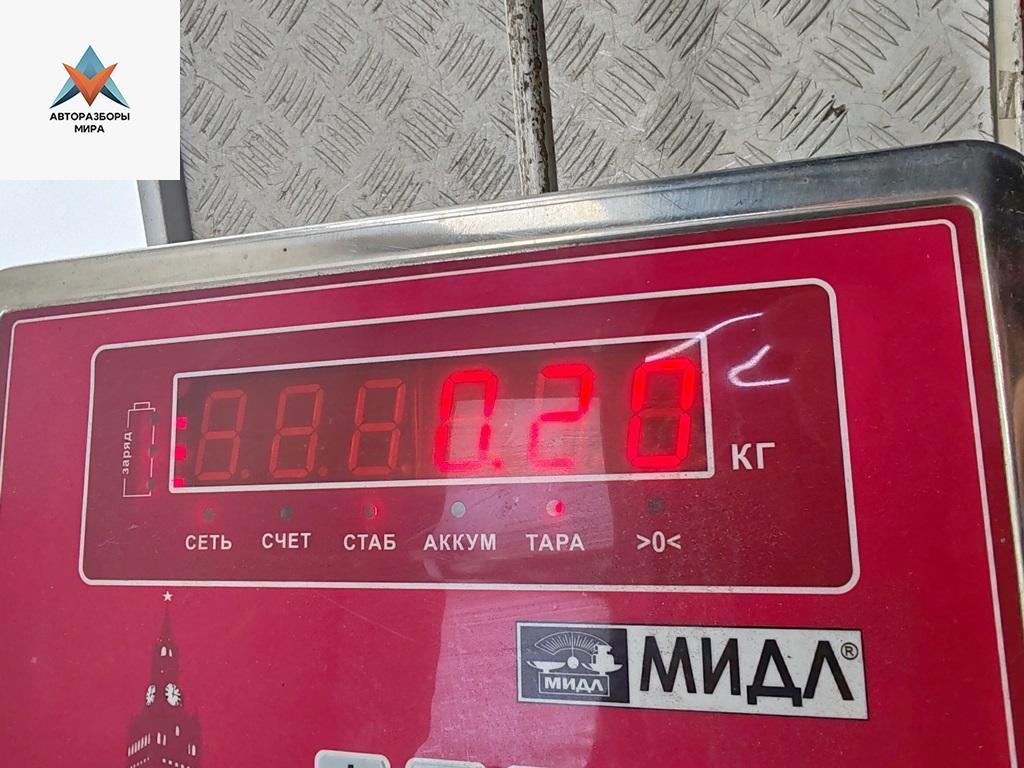 АВТОРАЗБОРЫ
МИРА
заряд
0.20
КГ
СЕТЬ СЧЕТ СТАБ АККУМ ТАРА >0<
МИДЛ МИДЛ®